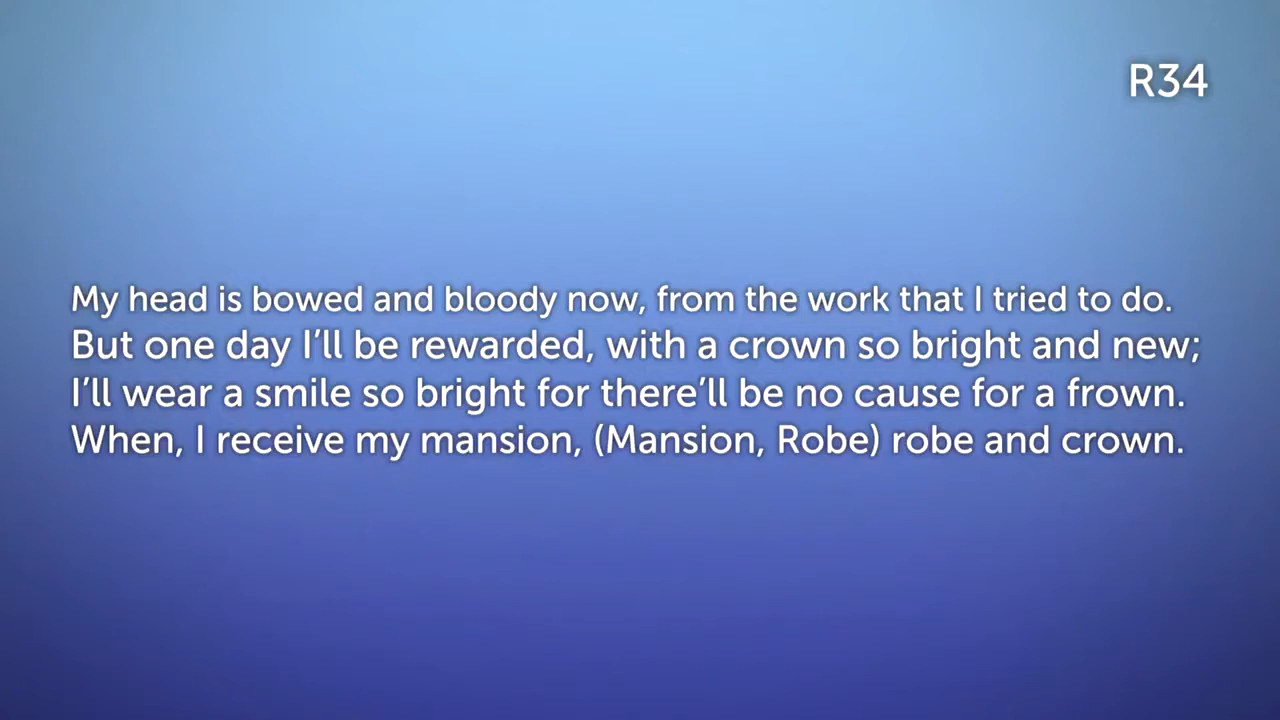 R34
My head is bowed and bloody now, from the work that I tried to do.
But one day I’ll be rewarded, with a crown so bright and new;
I’ll wear a smile so bright for there’ll be no cause for a frown.
When, I receive my mansion, (Mansion, Robe) robe and crown.